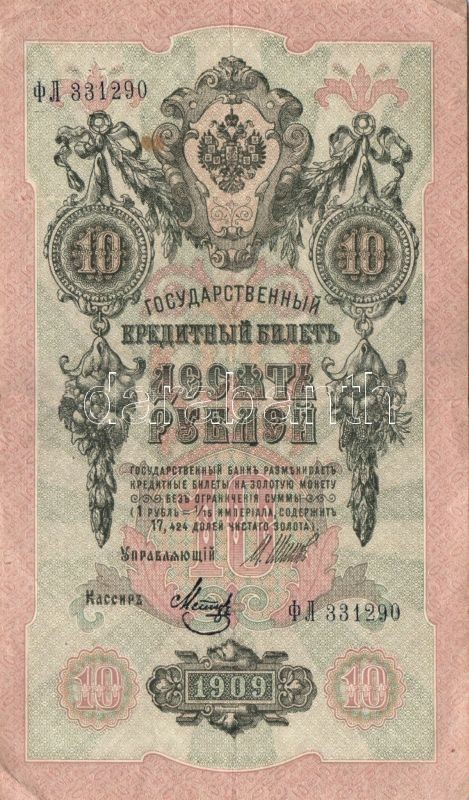 ФЛ 331290
10 10
ГОСУДАРСТВЕННЫЙ
КРЕДИТНЫЙ БИЛЕТЪ
ДЕСЯТЬ
РУБЛЕЙ
darabanth
ГОСУДАРСТВЕННЫЙ БАНКЪ РАЗМѢНИВАЕТЪ
КРЕДИТНЫЕ БИЛЕТЫ НА ЗОЛОТУЮ МОНЕТУ
БЕЗЪ ОГРАНИЧЕНІЯ СУММЫ
(1 РУБЛЬ = 1/15 ИМПЕРІАЛА, СОДЕРЖИТЪ
17,424 ДОЛЕЙ ЧИСТАГО ЗОЛОТА).
10
Управляющій
Кассиръ
ФЛ 331290
10 1909 10